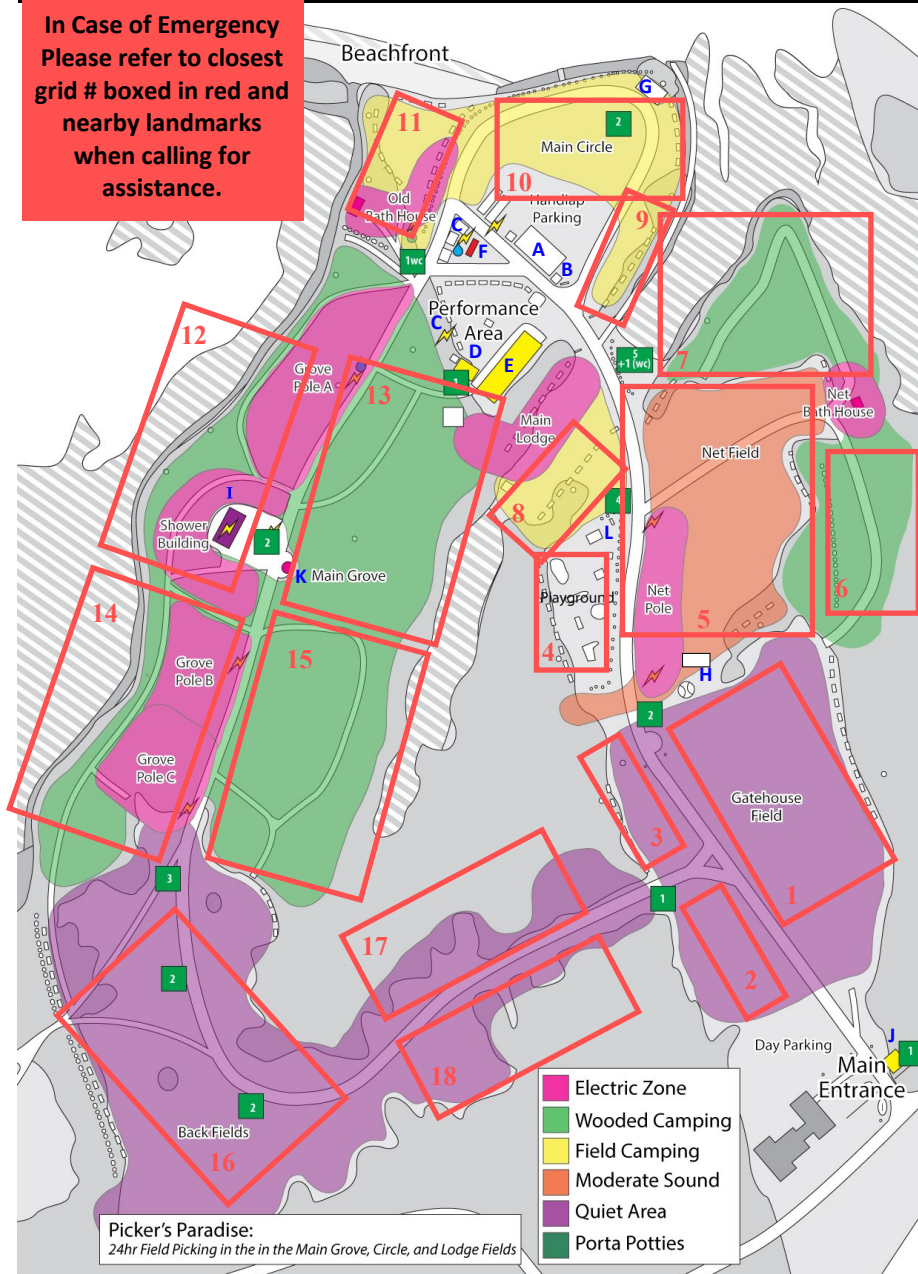 In Case of Emergency
Please refer to closest
grid # boxed in red and
nearby landmarks
when calling for
assistance.
Beachfront
G
11
2
Main Circle
10
Old
Bath House
Handiap
Parking
9
C
F
A
B
1wc
7
12
Performance
Area
C
D
E
5
+1 (wc)
Grove
Pole A
13
1
Net
Bath House
Main
Lodge
Net Field
I
8
4
L
Shower
Building
2
K
Main Grove
Playground
Net
Pole
6
14
4
5
15
Grove
Pole B
H
2
Grove
Pole C
Gatehouse
Field
3
3
1
1
17
2
2
J
1
Day Parking
Main
Entrance
18
2
Back Fields
16
Electric Zone
Wooded Camping
Field Camping
Moderate Sound
Quiet Area
Porta Potties
Picker's Paradise:
24hr Field Picking in the in the Main Grove, Circle, and Lodge Fields